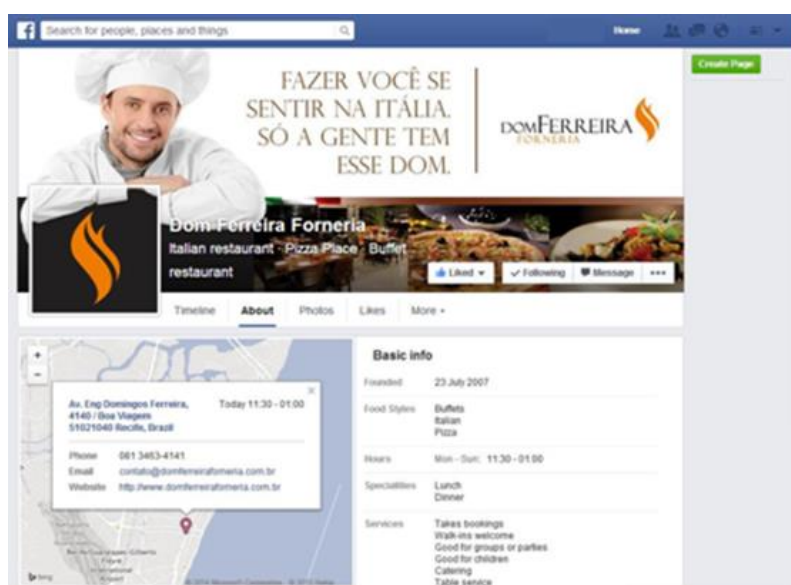 Search for people, places and things
Home
Create Page
FAZER VOCÊ SE
SENTIR NA ITÁLIA.
SÓ A GENTE TEM
ESSE DOM.
DOMFERREIRA
FORNERIA
Dom Ferreira Forneria
Italian restaurant · Pizza Place · Buffet
restaurant
Liked
Following
Message
Timeline
About
Photos
Likes
More
Av. Eng Domingos Ferreira,
4140 / Boa Viagem
51021040 Recife, Brazil
Today 11:30 - 01:00
Phone 081 3463-4141
Email contato@domferreiraforneria.com.br
Website http://www.domferreiraforneria.com.br
bing
Basic info
Founded 23 July 2007
Food Styles Buffets
Italian
Pizza
Hours Mon - Sun: 11:30 - 01:00
Specialities Lunch
Dinner
Services Takes bookings
Walk-ins welcome
Good for groups or parties
Good for children
Catering
Table service